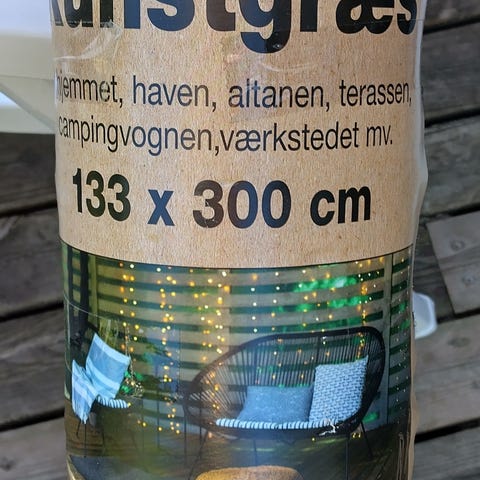 Kunstgræs
hjemmet, haven, altanen, terassen,
campingvognen,værkstedet mv.
133 x 300 cm